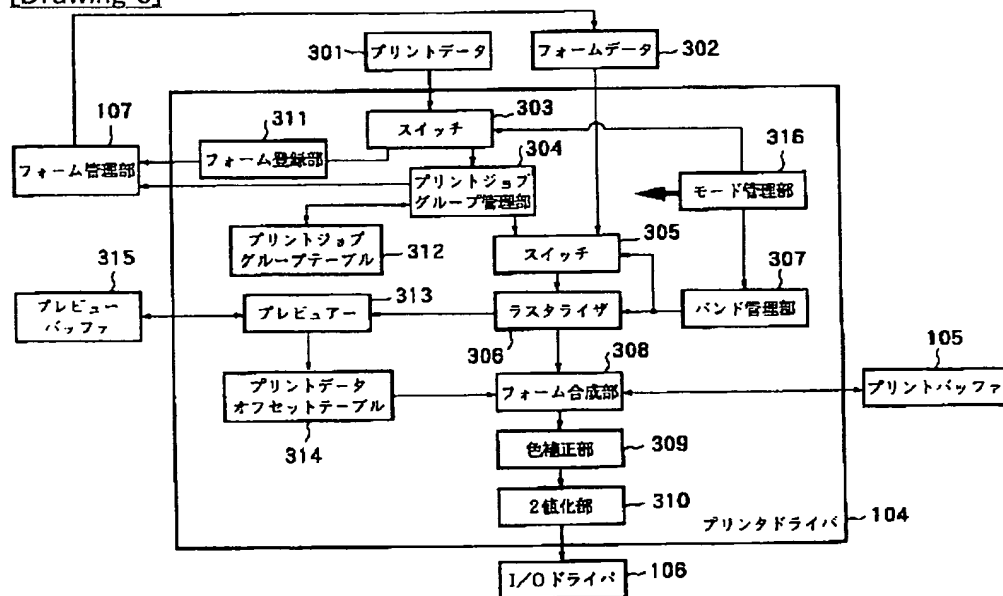 301
プリントデータ
フォームデータ
302
303
スイッチ
107
フォーム管理部
311
フォーム登録部
304
プリントジョブ
グループ管理部
316
モード管理部
プリントジョブ
グループテーブル
312
305
スイッチ
307
バンド管理部
315
プレビュー
バッファ
313
プレビュアー
ラスタライザ
306
308
フォーム合成部
105
プリントバッファ
プリントデータ
オフセットテーブル
314
色補正部
309
2値化部
310
プリンタドライバ
104
I/Oドライバ
106